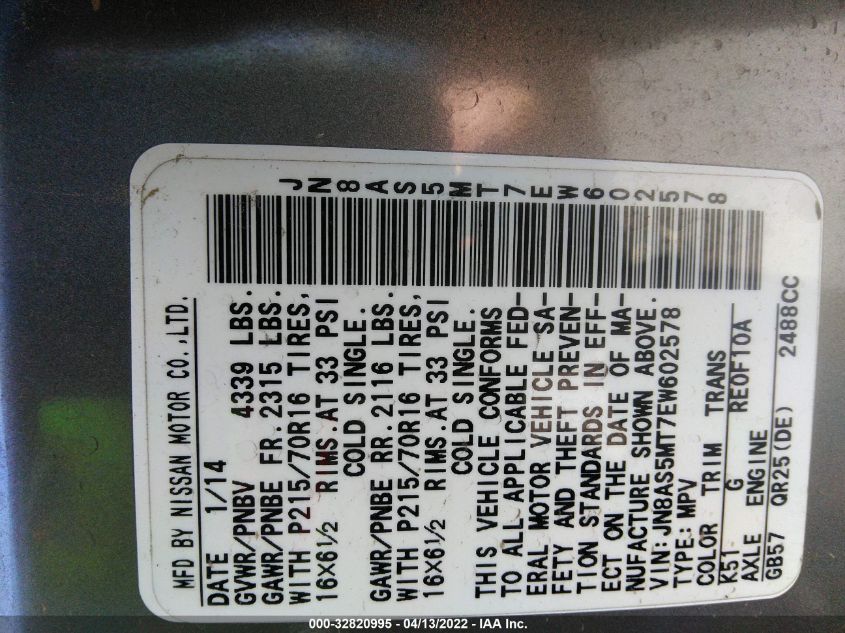 MFD BY NISSAN MOTOR CO.,LTD.
DATE 1/14
GVWR/PNBV 4339 LBS.
GAWR/PNBE FR.2315 LBS.
WITH P215/70R16 TIRES,
16X6½ RIMS.AT 33 PSI
COLD SINGLE.
GAWR/PNBE RR.2116 LBS.
WITH P215/70R16 TIRES,
16X6½ RIMS.AT 33 PSI
COLD SINGLE.
THIS VEHICLE CONFORMS
TO ALL APPLICABLE FED-
ERAL MOTOR VEHICLE SA-
FETY AND THEFT PREVEN-
TION STANDARDS IN EFF-
ECT ON THE DATE OF MA-
NUFACTURE SHOWN ABOVE.
VIN:JN8AS5MT7EW602578
TYPE:MPV
COLOR TRIM TRANS
K51 G RE0F10A
AXLE ENGINE
GB57 QR25(DE) 2488CC
JN8AS5MT7EW602578
000-32820995 - 04/13/2022 - IAA Inc.